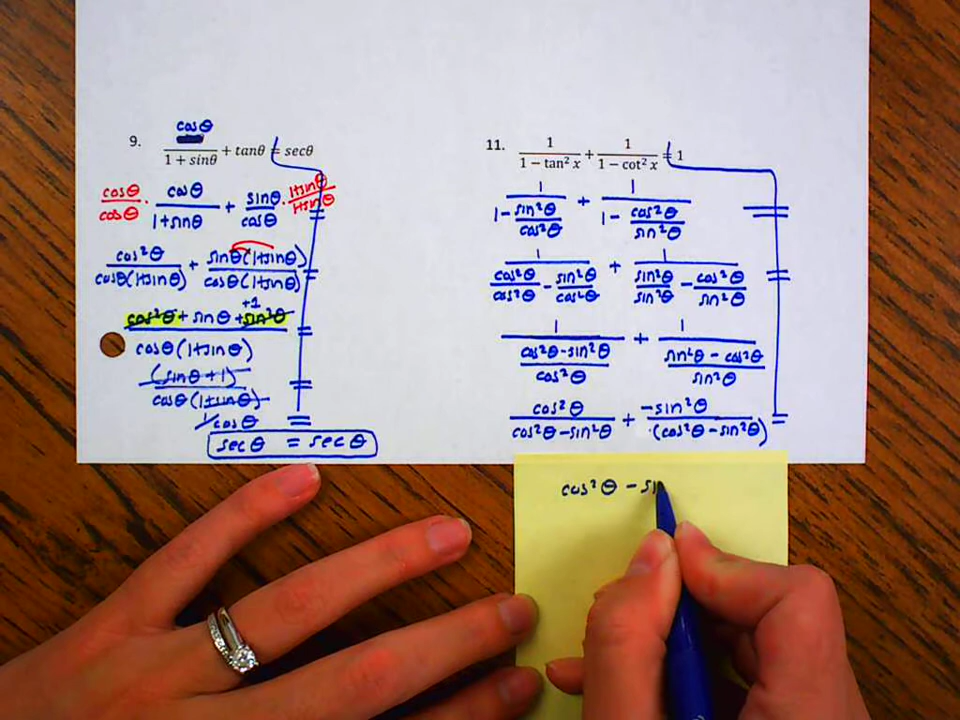 9. cosθ / 1 + sinθ + tanθ = secθ
cosθ/cosθ · cosθ/1+sinθ + sinθ/cosθ · 1+sinθ/1+sinθ =
cos²θ/cosθ(1+sinθ) + sinθ(1+sinθ)/cosθ(1+sinθ) =
+1
cos²θ + sinθ + sin²θ / cosθ(1+sinθ) =
(sinθ+1) / cosθ(1+sinθ) =
1/cosθ =
secθ = secθ
11. 1/1 − tan² x + 1/1 − cot² x = 1
1/1 − sin²θ/cos²θ + 1/1 − cos²θ/sin²θ =
1/cos²θ/cos²θ − sin²θ/cos²θ + 1/sin²θ/sin²θ − cos²θ/sin²θ =
1/cos²θ−sin²θ/cos²θ + 1/sin²θ − cos²θ/sin²θ
cos²θ/cos²θ−sin²θ + −sin²θ/(cos²θ−sin²θ) =
cos²θ − si